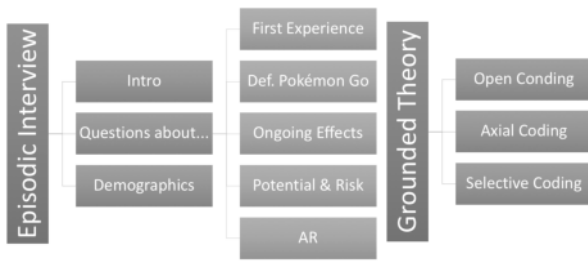 Episodic Interview
Intro
Questions about...
Demographics
First Experience
Def. Pokémon Go
Ongoing Effects
Potential & Risk
AR
Grounded Theory
Open Conding
Axial Coding
Selective Coding